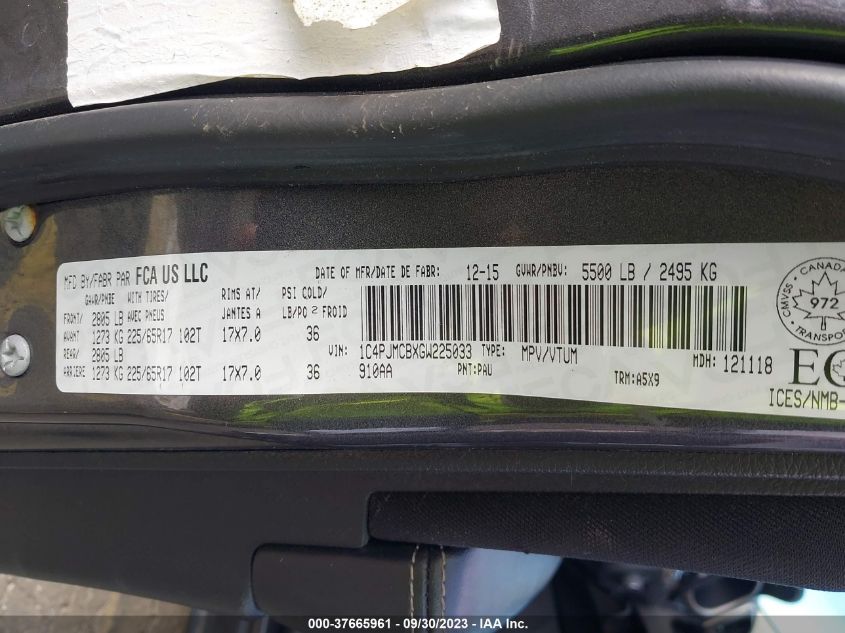 MFD BY/FABR PAR FCA US LLC DATE OF MFR/DATE DE FABR: 12-15 GVWR/PNBV: 5500 LB / 2495 KG
GAWR/PNBE WITH TIRES/ RIMS AT/ PSI COLD/
FRONT/ 2805 LB AVEC PNEUS JANTES A LB/PO 2 FROID
AVANT 1273 KG 225/65R17 102T 17X7.0 36
REAR/ 2805 LB VIN: 1C4PJMCBXGW225033 TYPE: MPV/VTUM MDH: 121118
ARRIERE 1273 KG 225/65R17 102T 17X7.0 36 910AA PNT:PAU TRM:A5X9
CANADA
CMVSS
972
ICES/NMB-
000-37665961 - 09/30/2023 - IAA Inc.